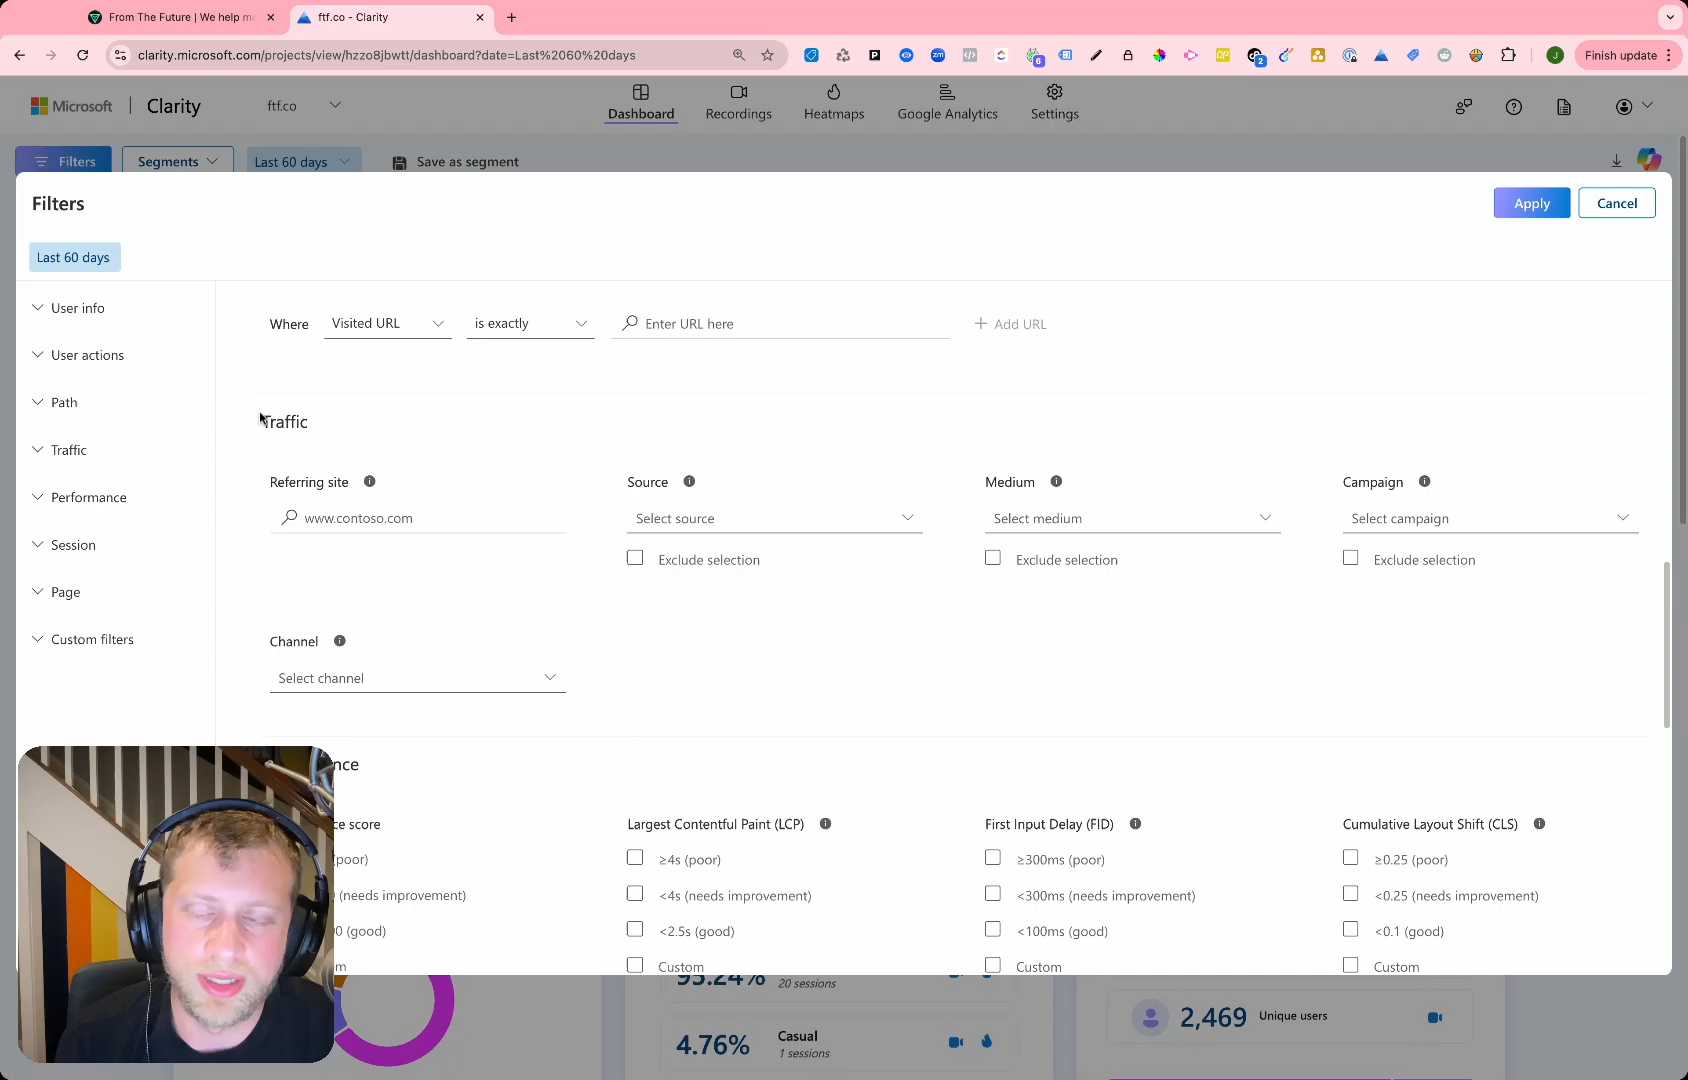 From The Future | We help m
ftf.co - Clarity
clarity.microsoft.com/projects/view/hzzo8jbwtt/dashboard?date=Last%2060%20days
Finish update
Microsoft
Clarity
ftf.co
Dashboard
Recordings
Heatmaps
Google Analytics
Settings
Filters
Segments
Last 60 days
Save as segment
Filters
Apply
Cancel
Last 60 days
User info
User actions
Path
Traffic
Performance
Session
Page
Custom filters
Where
Visited URL
is exactly
Enter URL here
Add URL
Traffic
Referring site
www.contoso.com
Source
Select source
Exclude selection
Medium
Select medium
Exclude selection
Campaign
Select campaign
Exclude selection
Channel
Select channel
nce
ce score
(poor)
(needs improvement)
0 (good)
m
Largest Contentful Paint (LCP)
≥4s (poor)
<4s (needs improvement)
<2.5s (good)
Custom
First Input Delay (FID)
≥300ms (poor)
<300ms (needs improvement)
<100ms (good)
Custom
Cumulative Layout Shift (CLS)
≥0.25 (poor)
<0.25 (needs improvement)
<0.1 (good)
Custom
95.24%
20 sessions
4.76%
Casual
1 sessions
2,469
Unique users